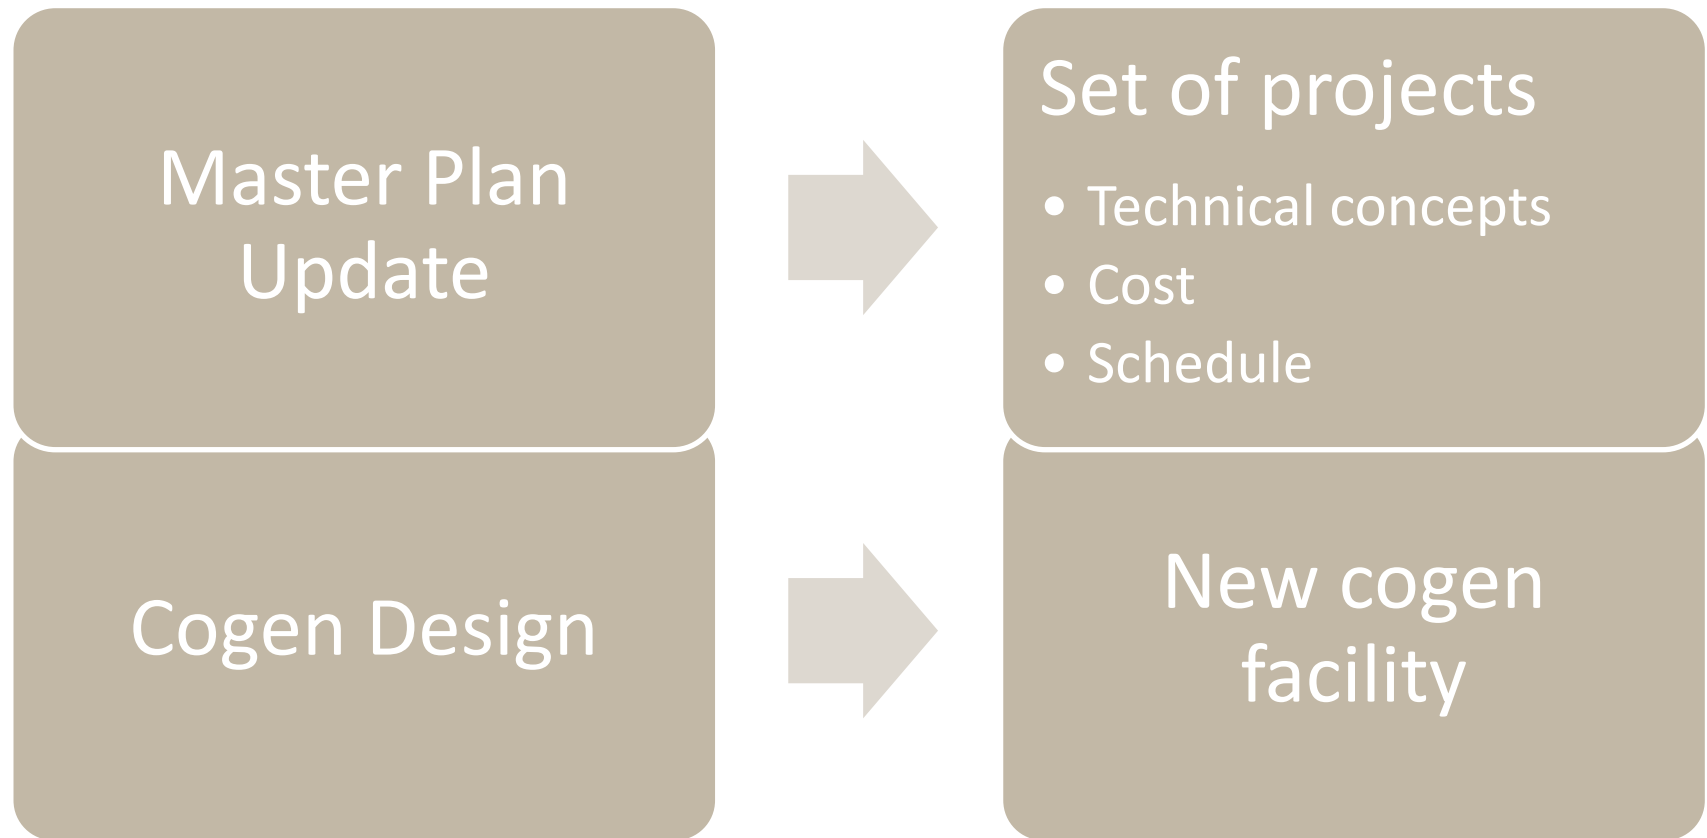 Master Plan
Update
Set of projects
• Technical concepts
• Cost
• Schedule
Cogen Design
New cogen
facility